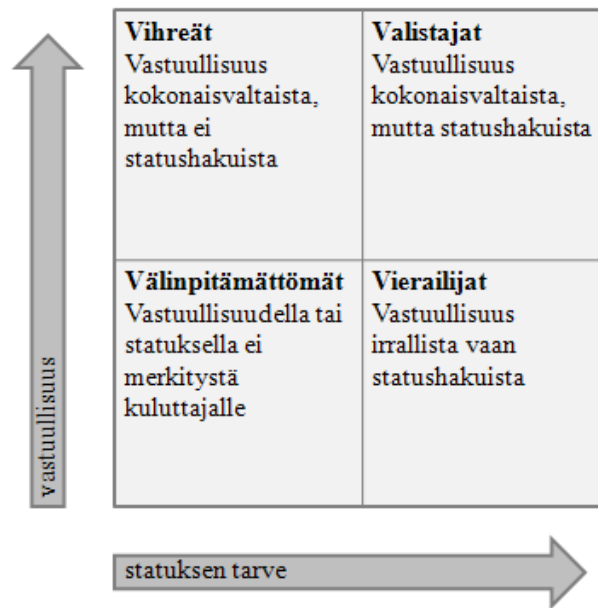 Vihreät
Vastuullisuus
kokonaisvaltaista,
mutta ei
statushakuista
Valistajat
Vastuullisuus
kokonaisvaltaista,
mutta statushakuista
Välinpitämättömät
Vastuullisuudella tai
statuksella ei
merkitystä
kuluttajalle
Vierailijat
Vastuullisuus
irrallista vaan
statushakuista
vastuullisuus
statuksen tarve